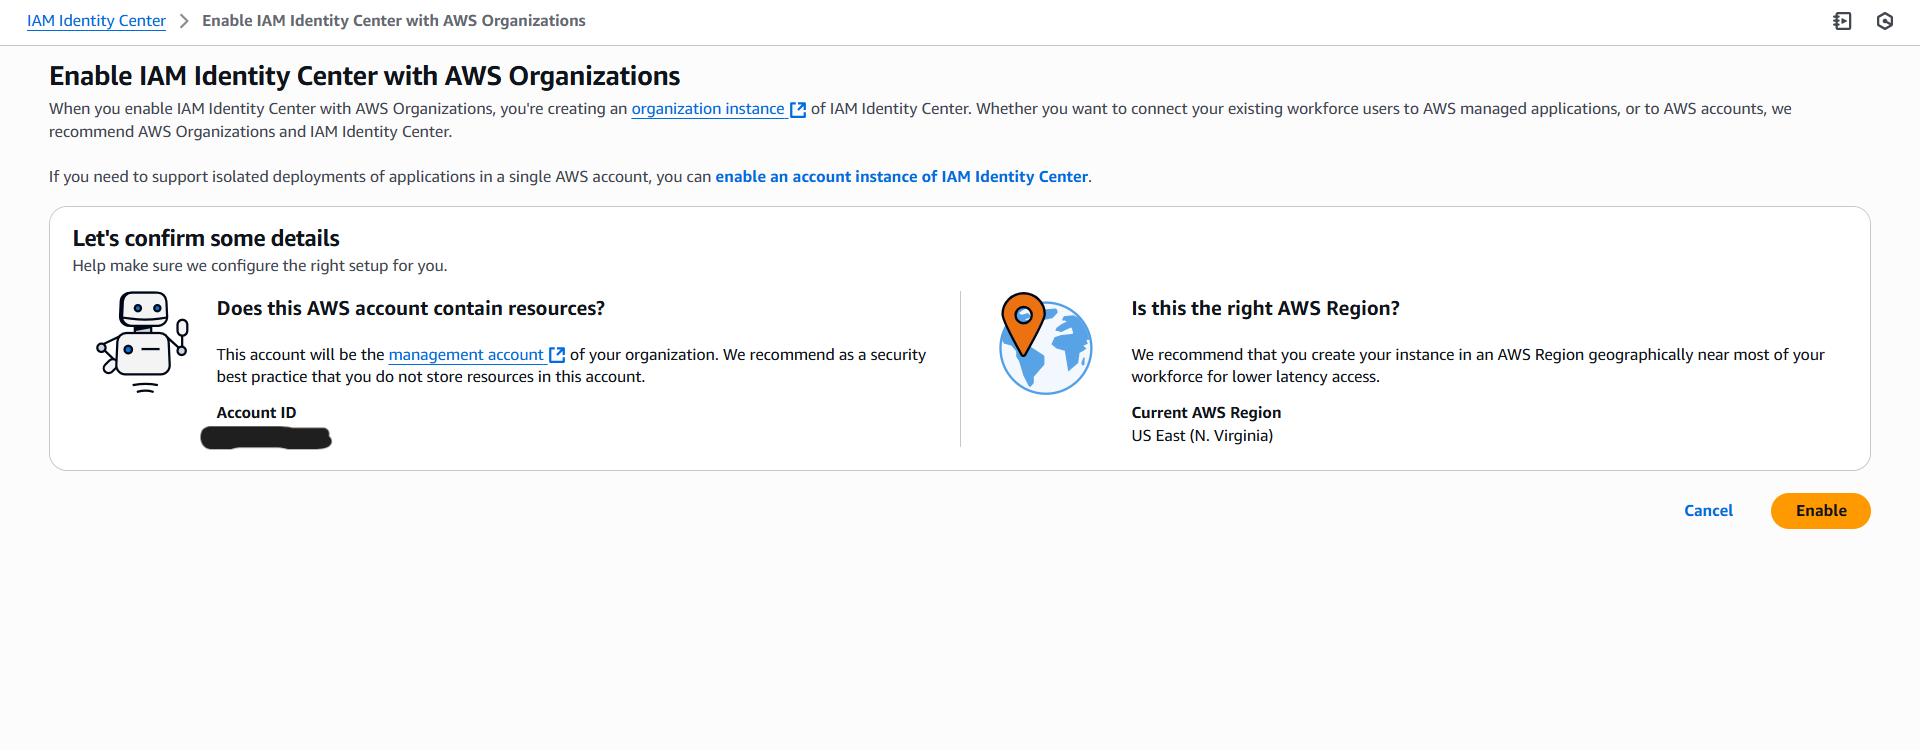 IAM Identity Center > Enable IAM Identity Center with AWS Organizations
Enable IAM Identity Center with AWS Organizations
When you enable IAM Identity Center with AWS Organizations, you're creating an organization instance of IAM Identity Center. Whether you want to connect your existing workforce users to AWS managed applications, or to AWS accounts, we
recommend AWS Organizations and IAM Identity Center.
If you need to support isolated deployments of applications in a single AWS account, you can enable an account instance of IAM Identity Center.
Let's confirm some details
Help make sure we configure the right setup for you.
Does this AWS account contain resources?
This account will be the management account of your organization. We recommend as a security
best practice that you do not store resources in this account.
Account ID
Is this the right AWS Region?
We recommend that you create your instance in an AWS Region geographically near most of your
workforce for lower latency access.
Current AWS Region
US East (N. Virginia)
Cancel
Enable